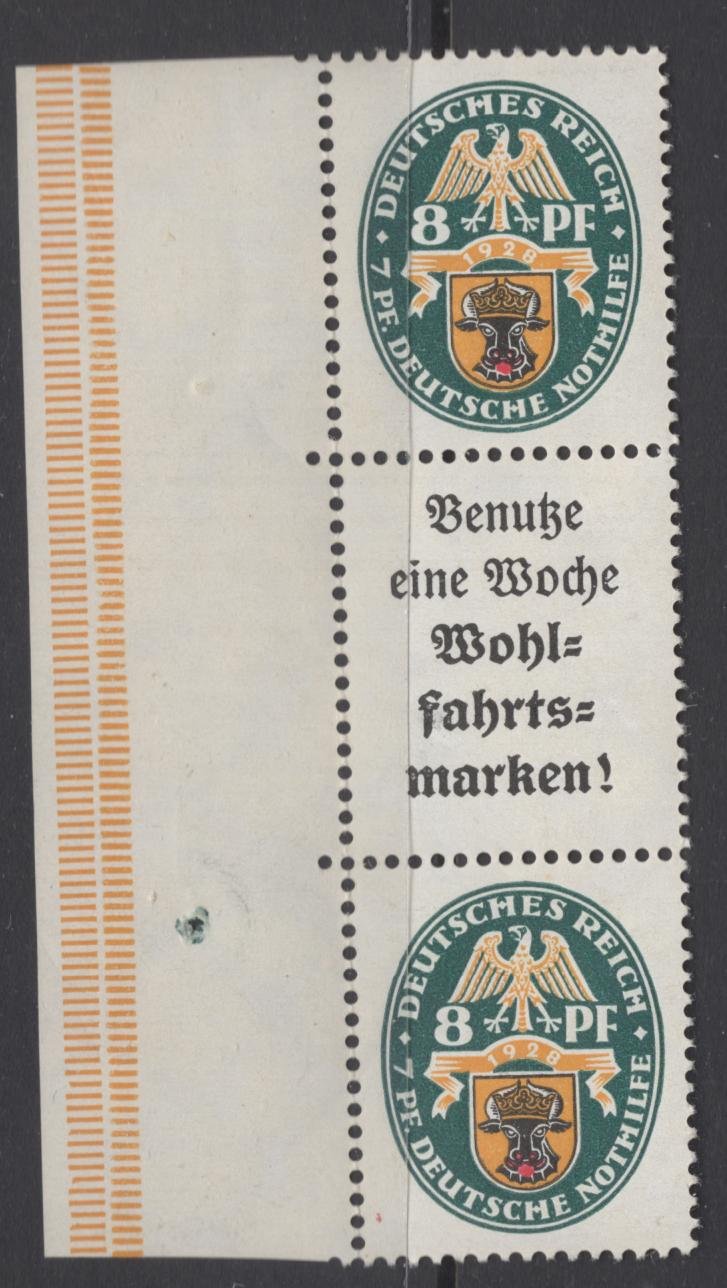 DEUTSCHES REICH
8 PF
1928
7 PF. DEUTSCHE NOTHILFE
Benutze
eine Woche
Wohl=
fahrts=
marken!
DEUTSCHES REICH
8 PF
1928
7 PF. DEUTSCHE NOTHILFE